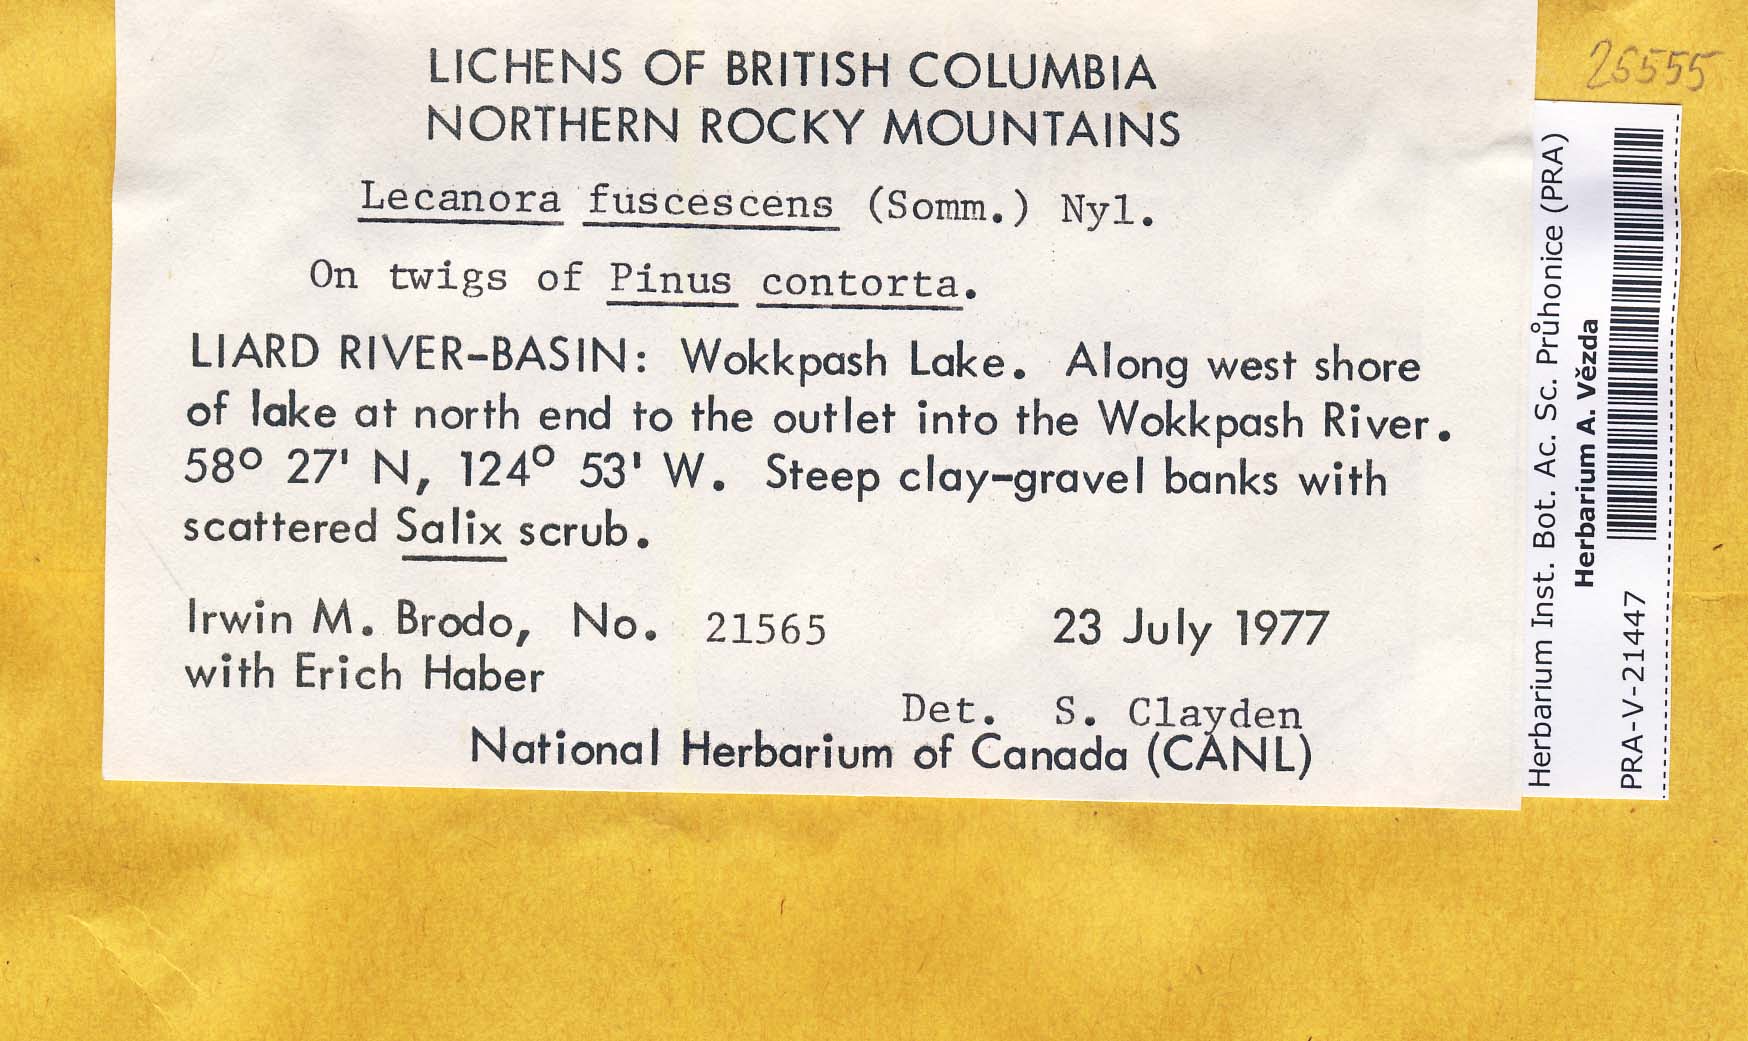 LICHENS OF BRITISH COLUMBIA
NORTHERN ROCKY MOUNTAINS
Lecanora fuscescens (Somm.) Nyl.
On twigs of Pinus contorta.
LIARD RIVER-BASIN: Wokkpash Lake. Along west shore
of lake at north end to the outlet into the Wokkpash River.
58º 27' N, 124º 53' W. Steep clay-gravel banks with
scattered Salix scrub.
Irwin M. Brodo, No. 21565 23 July 1977
with Erich Haber
Det. S. Clayden
National Herbarium of Canada (CANL)
26555
Herbarium Inst. Bot. Ac. Sc. Průhonice (PRA)
Herbarium A. Vězda
PRA-V-21447